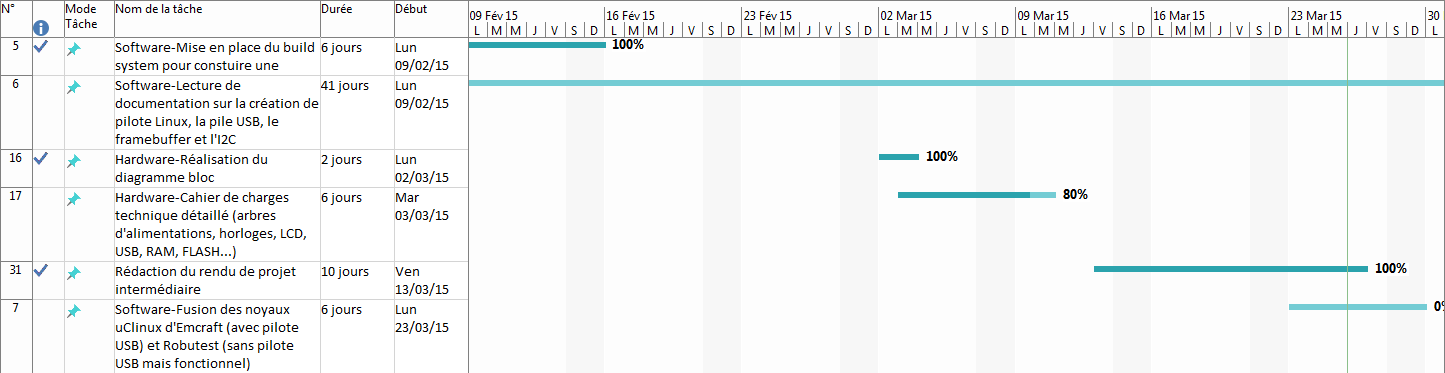 N° Mode Tâche Nom de la tâche Durée Début
09 Fév 15 16 Fév 15 23 Fév 15 02 Mar 15 09 Mar 15 16 Mar 15 23 Mar 15 30
L M M J V S D L M M J V S D L M M J V S D L M M J V S D L M M J V S D L M M J V S D L M M J V S D L
5 Software-Mise en place du build 6 jours Lun 100%
system pour constuire une 09/02/15
6 Software-Lecture de 41 jours Lun
documentation sur la création de 09/02/15
pilote Linux, la pile USB, le
framebuffer et l'I2C
16 Hardware-Réalisation du 2 jours Lun 100%
diagramme bloc 02/03/15
17 Hardware-Cahier de charges 6 jours Mar 80%
technique détaillé (arbres 03/03/15
d'alimentations, horloges, LCD,
USB, RAM, FLASH...)
31 Rédaction du rendu de projet 10 jours Ven 100%
intermédiaire 13/03/15
7 Software-Fusion des noyaux 6 jours Lun 0%
uClinux d'Emcraft (avec pilote 23/03/15
USB) et Robutest (sans pilote
USB mais fonctionnel)